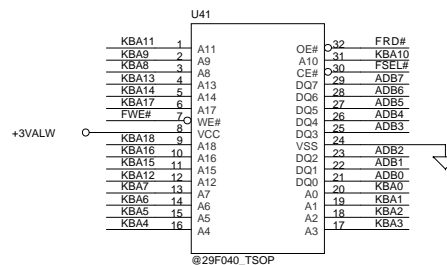 U41
KBA11 1 A11 OE# 32 FRD#
KBA9 2 A9 A10 31 KBA10
KBA8 3 A8 CE# 30 FSEL#
KBA13 4 A13 DQ7 29 ADB7
KBA14 5 A14 DQ6 28 ADB6
KBA17 6 A17 DQ5 27 ADB5
FWE# 7 WE# DQ4 26 ADB4
+3VALW 8 VCC DQ3 25 ADB3
KBA18 9 A18 VSS 24
KBA16 10 A16 DQ2 23 ADB2
KBA15 11 A15 DQ1 22 ADB1
KBA12 12 A12 DQ0 21 ADB0
KBA7 13 A7 A0 20 KBA0
KBA6 14 A6 A1 19 KBA1
KBA5 15 A5 A2 18 KBA2
KBA4 16 A4 A3 17 KBA3
@29F040_TSOP